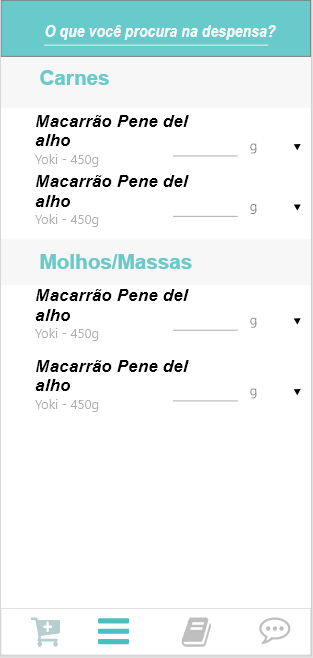 O que você procura na despensa?
Carnes
Macarrão Pene del
alho
Yoki - 450g
g
Macarrão Pene del
alho
Yoki - 450g
g
Molhos/Massas
Macarrão Pene del
alho
Yoki - 450g
g
Macarrão Pene del
alho
Yoki - 450g
g